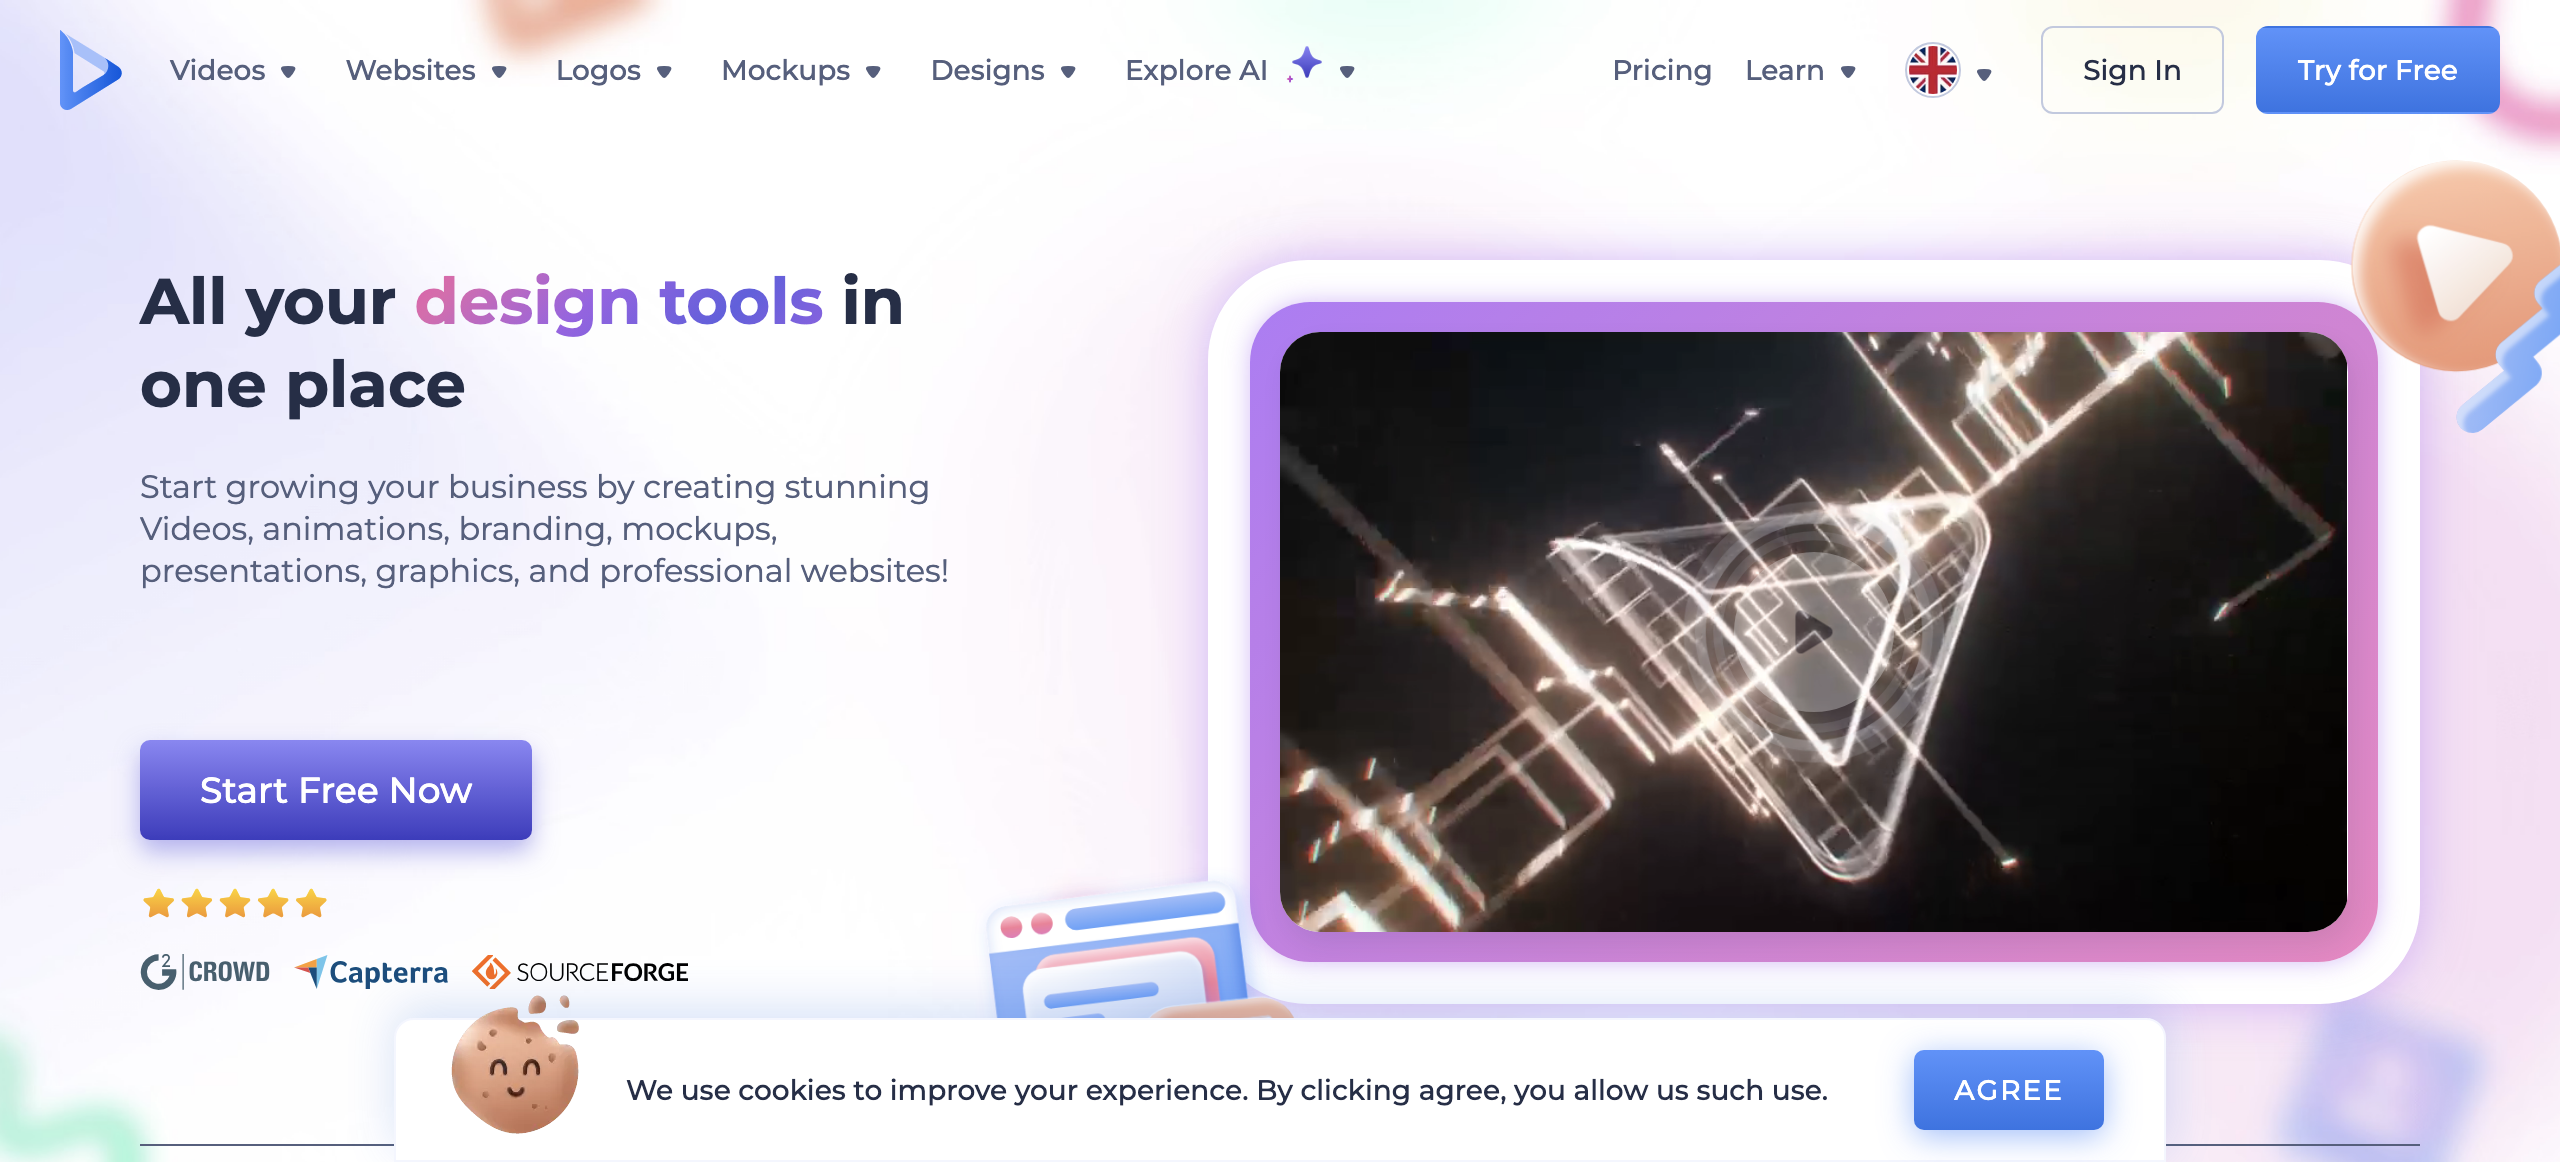 Videos Websites Logos Mockups Designs Explore AI Pricing Learn Sign In Try for Free
All your design tools in
one place
Start growing your business by creating stunning
Videos, animations, branding, mockups,
presentations, graphics, and professional websites!
Start Free Now
G2 CROWD Capterra SOURCEFORGE
We use cookies to improve your experience. By clicking agree, you allow us such use. AGREE